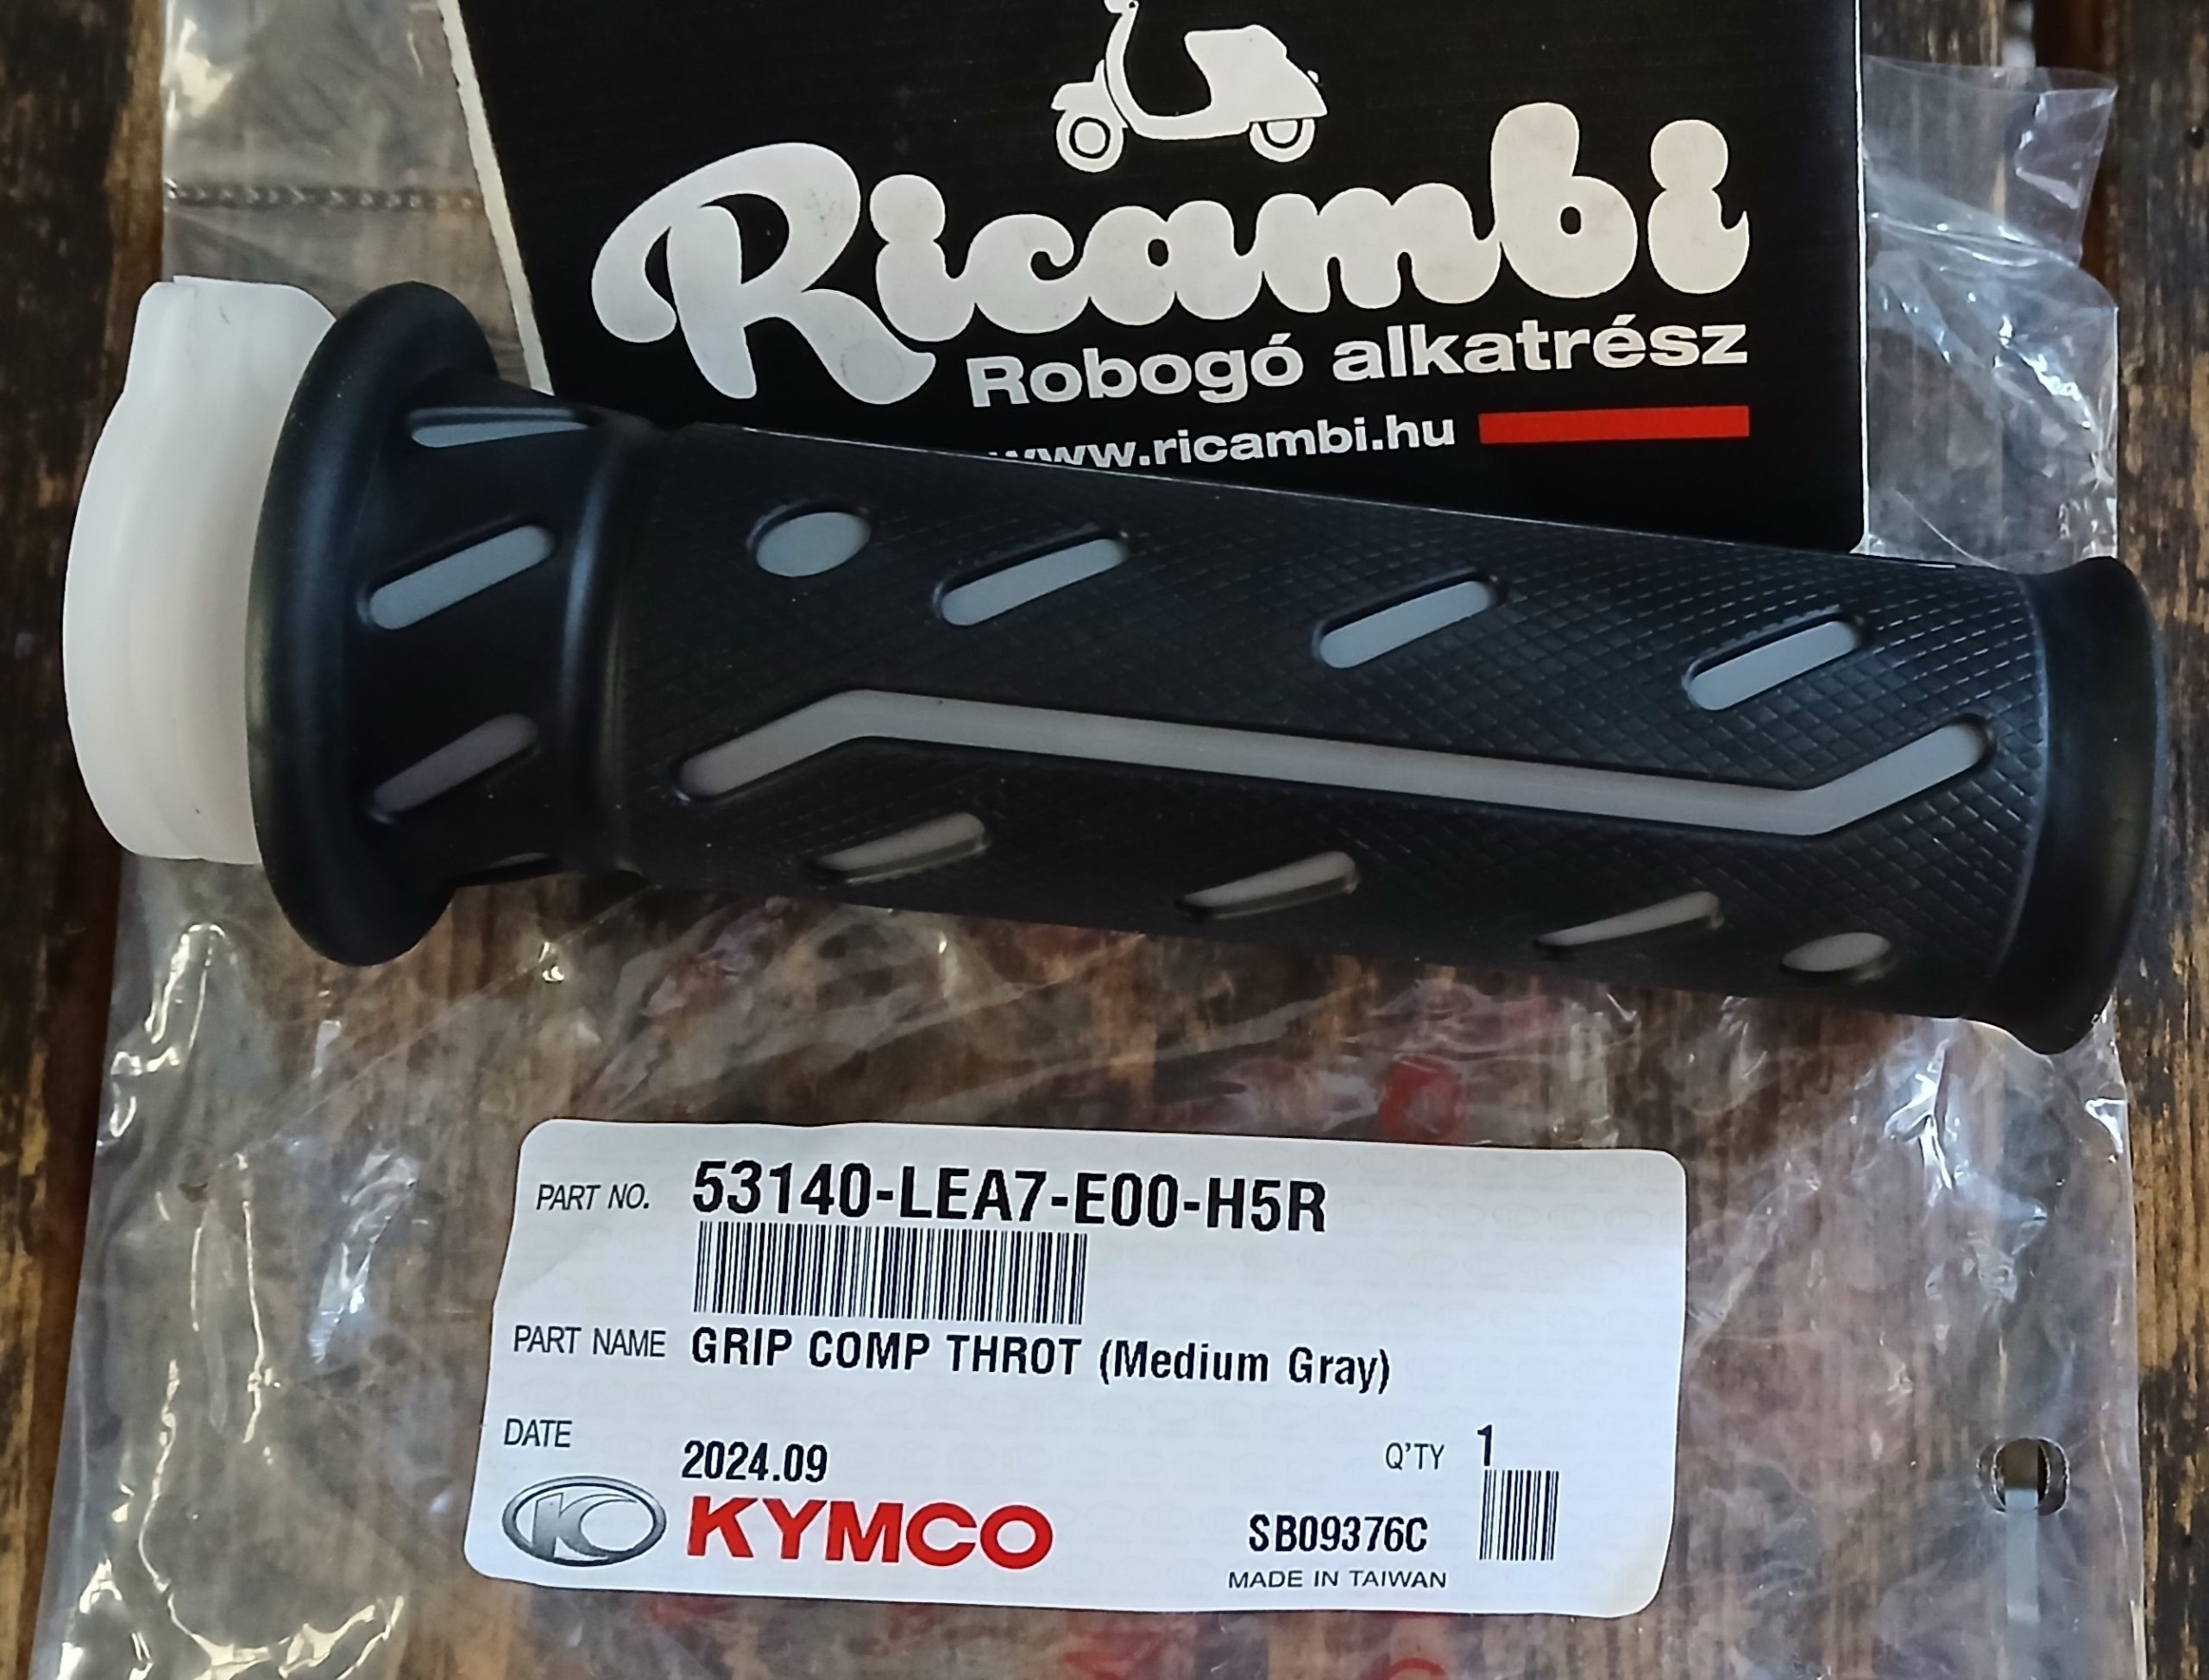 Ricambi
Robogó alkatrész
www.ricambi.hu
PART NO. 53140-LEA7-E00-H5R
PART NAME GRIP COMP THROT (Medium Gray)
DATE 2024.09 Q'TY 1
KC KYMCO SB09376C
MADE IN TAIWAN